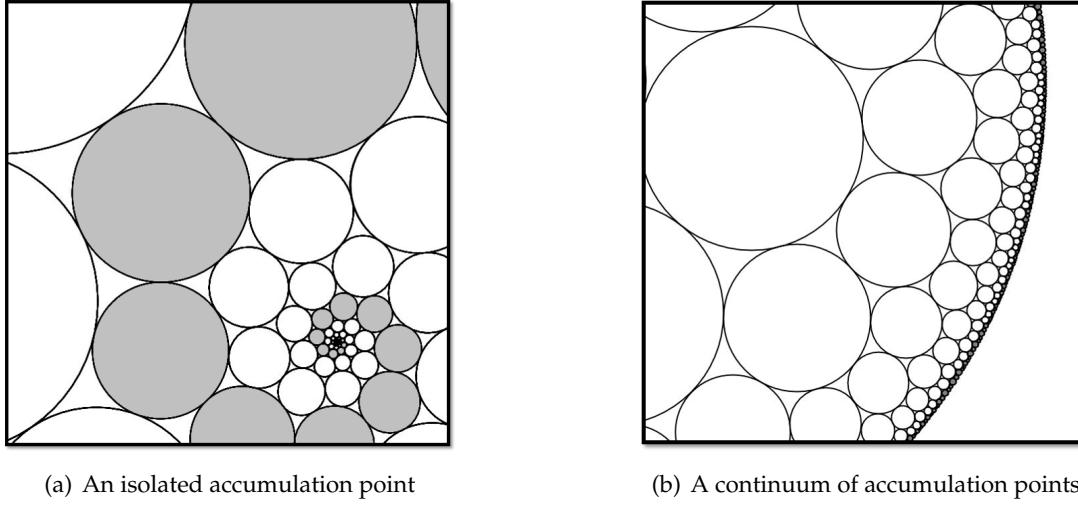 (a) An isolated accumulation point
(b) A continuum of accumulation points